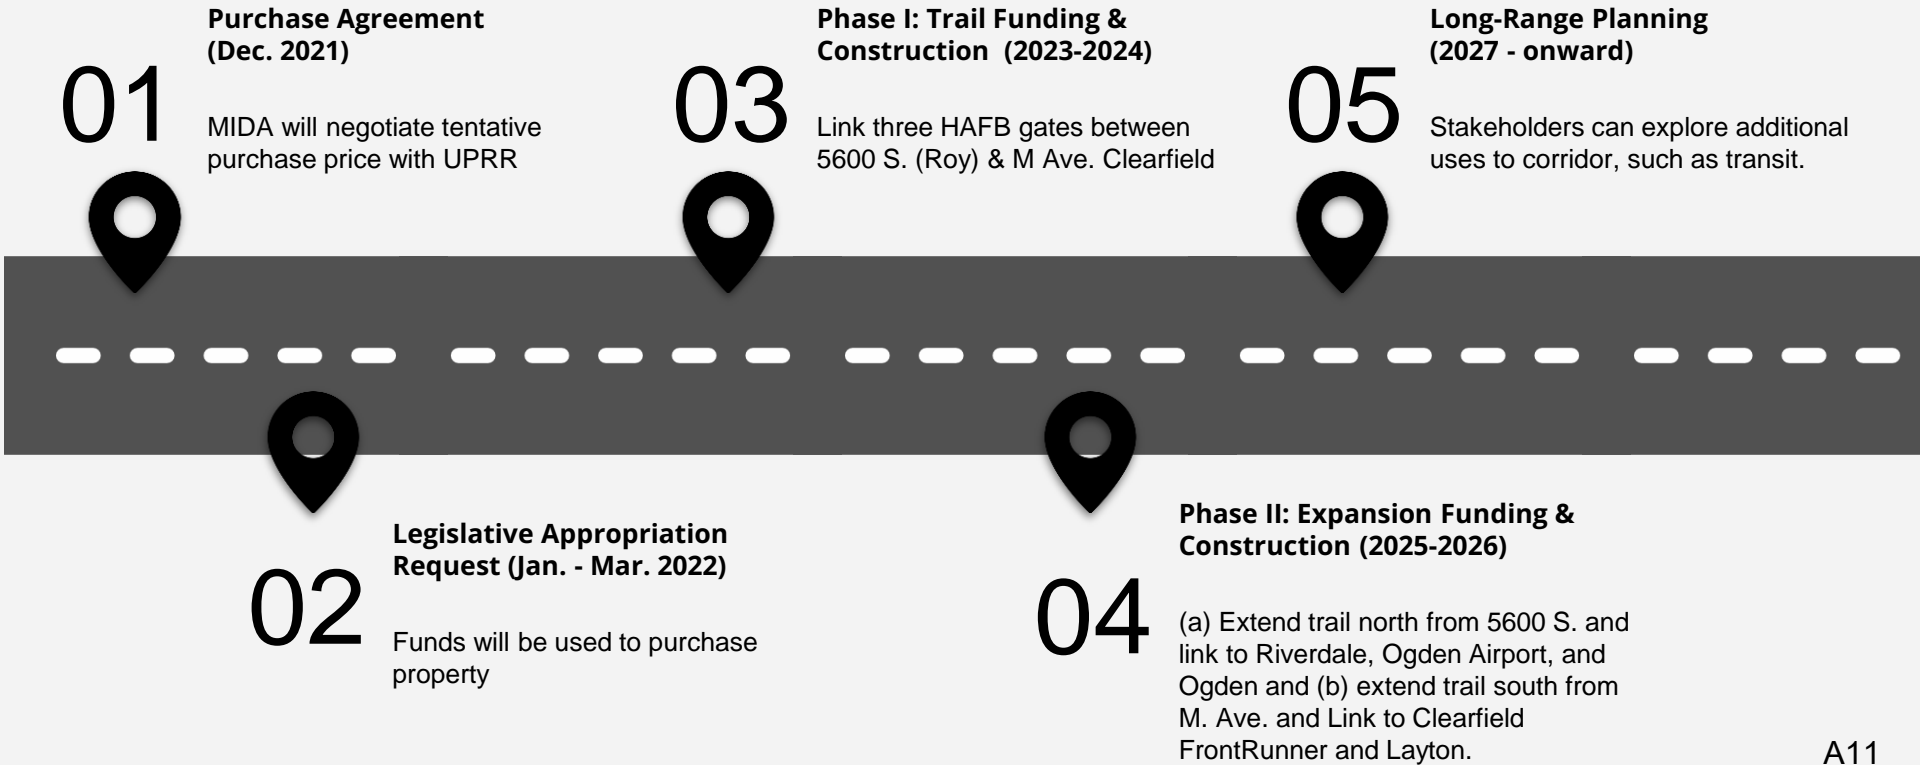 Purchase Agreement
(Dec. 2021)
01
MIDA will negotiate tentative
purchase price with UPRR
Legislative Appropriation
Request (Jan. - Mar. 2022)
02
Funds will be used to purchase
property
Phase I: Trail Funding &
Construction (2023-2024)
03
Link three HAFB gates between
5600 S. (Roy) & M Ave. Clearfield
Phase II: Expansion Funding &
Construction (2025-2026)
04
(a) Extend trail north from 5600 S. and
link to Riverdale, Ogden Airport, and
Ogden and (b) extend trail south from
M. Ave. and Link to Clearfield
FrontRunner and Layton.
Long-Range Planning
(2027 - onward)
05
Stakeholders can explore additional
uses to corridor, such as transit.
A11